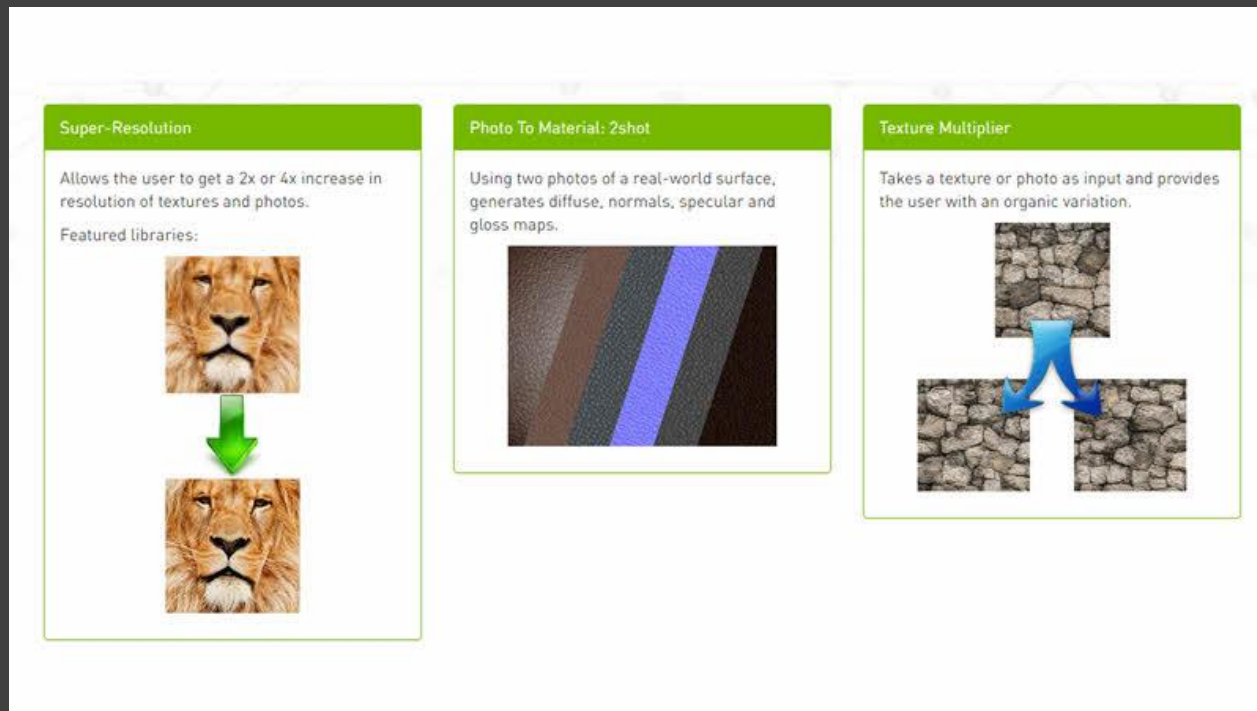 Super-Resolution
Allows the user to get a 2x or 4x increase in
resolution of textures and photos.
Featured libraries:
Photo To Material: 2shot
Using two photos of a real-world surface,
generates diffuse, normals, specular and
gloss maps.
Texture Multiplier
Takes a texture or photo as input and provides
the user with an organic variation.